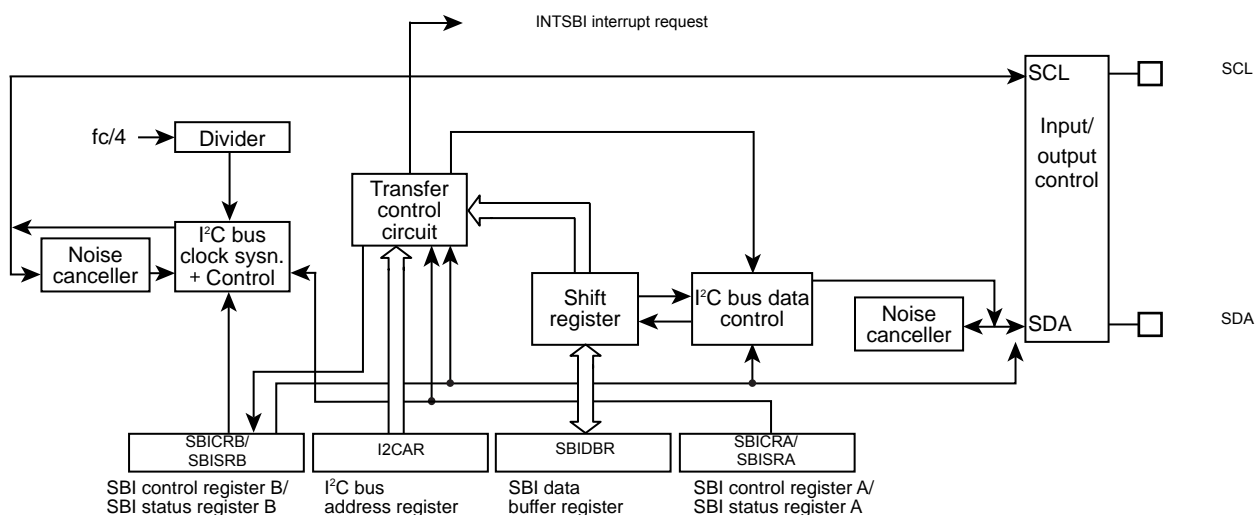 INTSBI interrupt request
SCL
SCL
fc/4
Divider
Input/
output
control
Transfer
control
circuit
I²C bus
clock sysn.
+ Control
Noise
canceller
Shift
register
I²C bus data
control
Noise
canceller
SDA
SDA
SBICRB/
SBISRB
I2CAR
SBIDBR
SBICRA/
SBISRA
SBI control register B/
SBI status register B
I²C bus
address register
SBI data
buffer register
SBI control register A/
SBI status register A